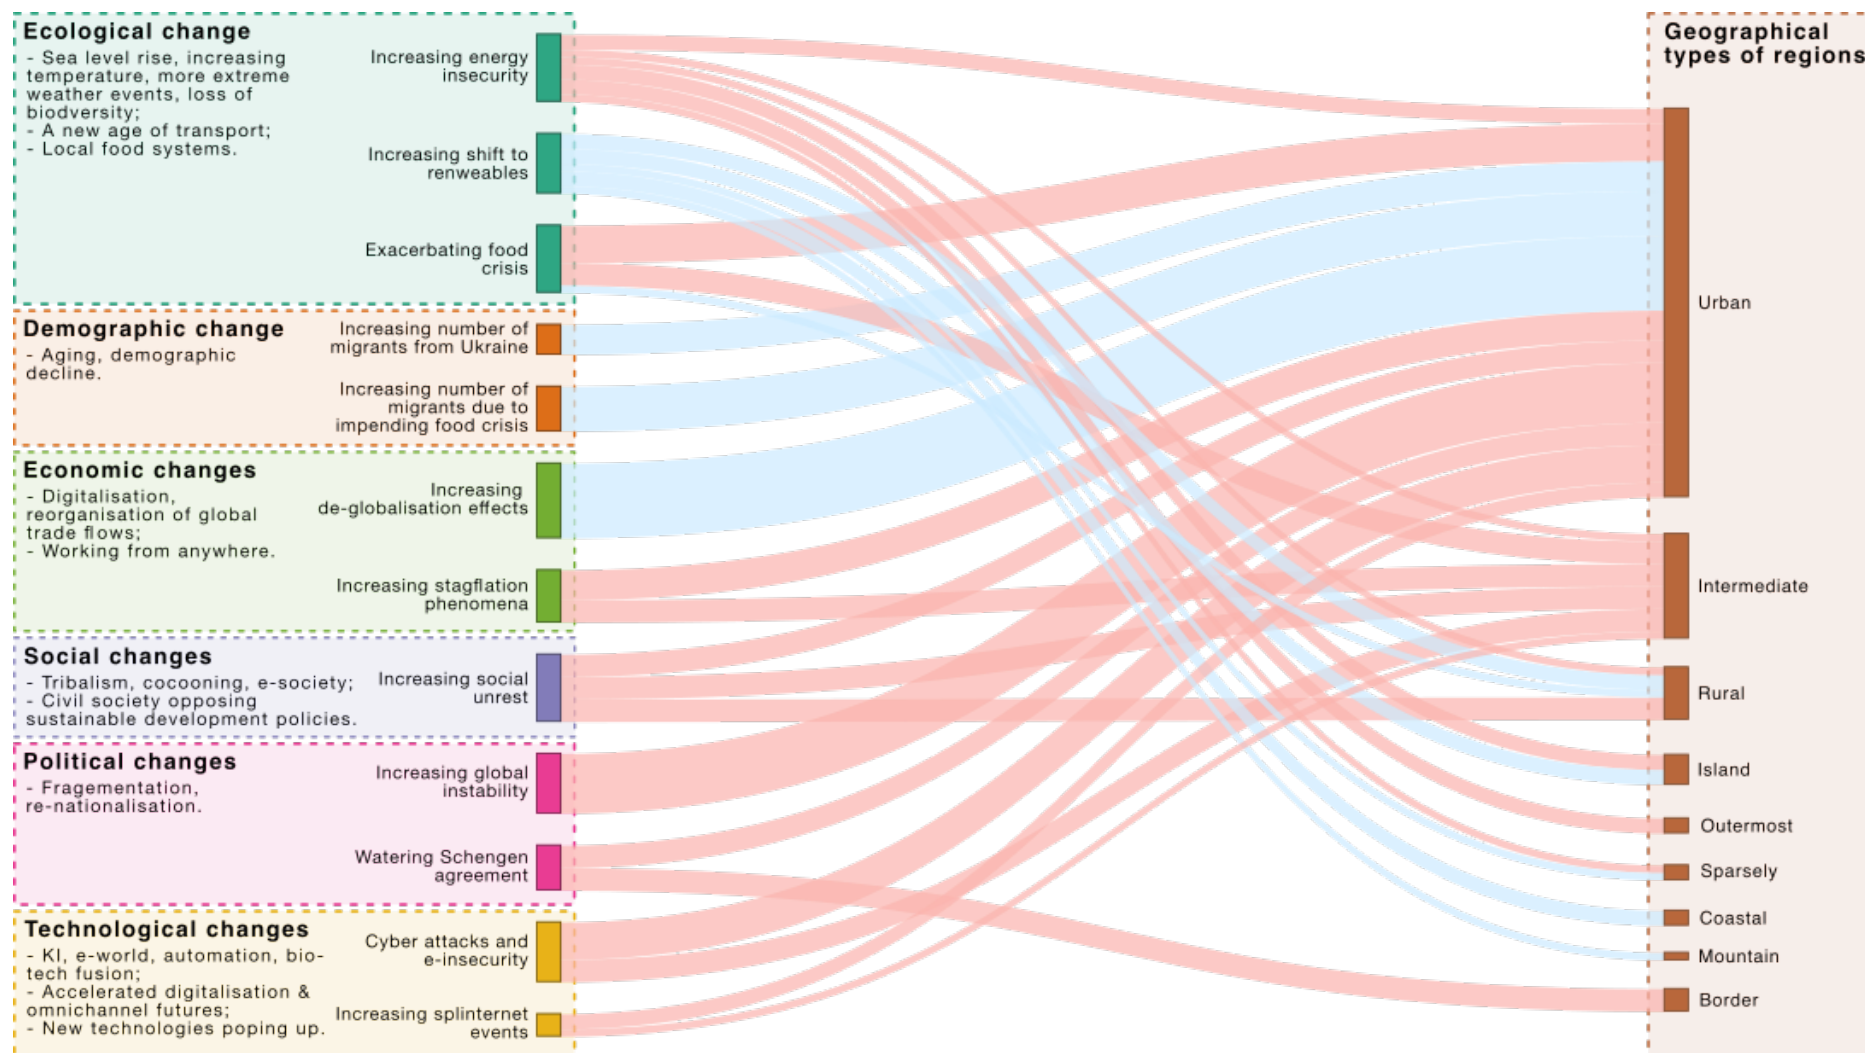 Ecological change
- Sea level rise, increasing
temperature, more extreme
weather events, loss of
biodversity;
- A new age of transport;
- Local food systems.
Increasing energy
insecurity
Increasing shift to
renweables
Exacerbating food
crisis
Demographic change
- Aging, demographic
decline.
Increasing number of
migrants from Ukraine
Increasing number of
migrants due to
impending food crisis
Economic changes
- Digitalisation,
reorganisation of global
trade flows;
- Working from anywhere.
Increasing
de-globalisation effects
Increasing stagflation
phenomena
Social changes
- Tribalism, cocooning, e-society;
- Civil society opposing
sustainable development policies.
Increasing social
unrest
Political changes
- Fragementation,
re-nationalisation.
Increasing global
instability
Watering Schengen
agreement
Technological changes
- KI, e-world, automation, bio-
tech fusion;
- Accelerated digitalisation &
omnichannel futures;
- New technologies poping up.
Cyber attacks and
e-insecurity
Increasing splinternet
events
Geographical
types of regions
Urban
Intermediate
Rural
Island
Outermost
Sparsely
Coastal
Mountain
Border